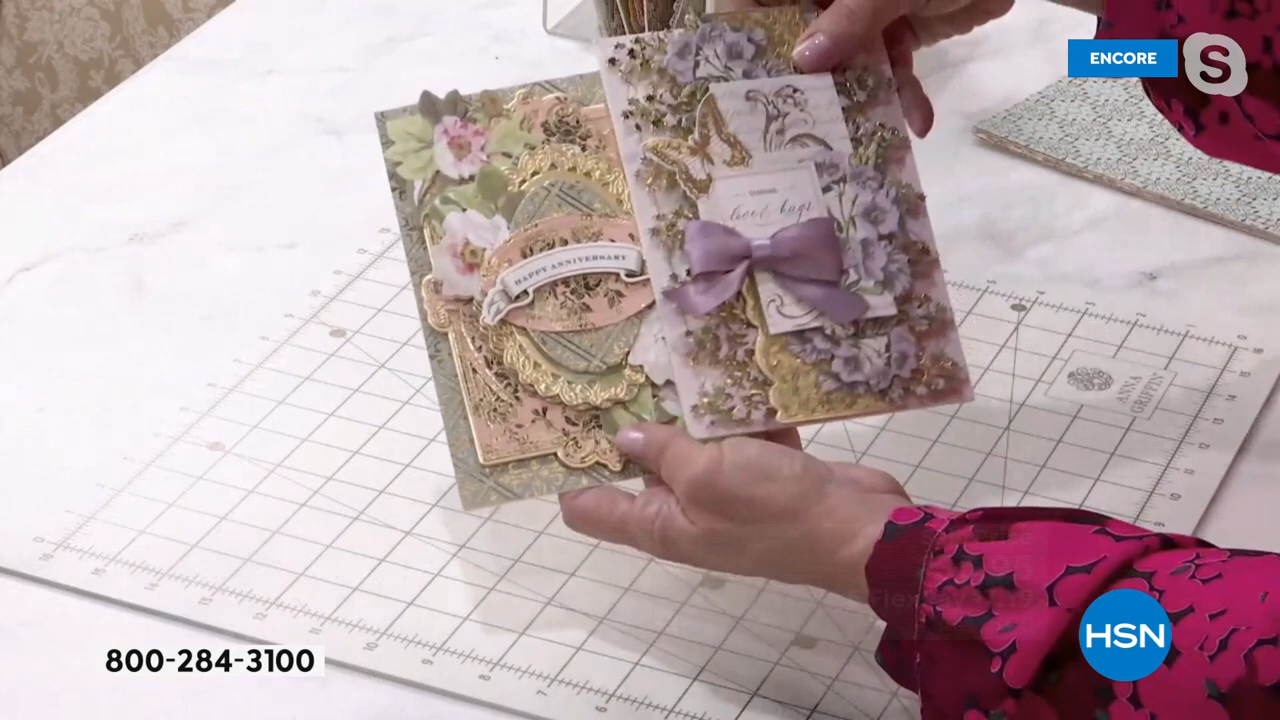 ENCORE
S
HAPPY ANNIVERSARY
love & hugs
ANNA
GRIFFIN
800-284-3100
HSN